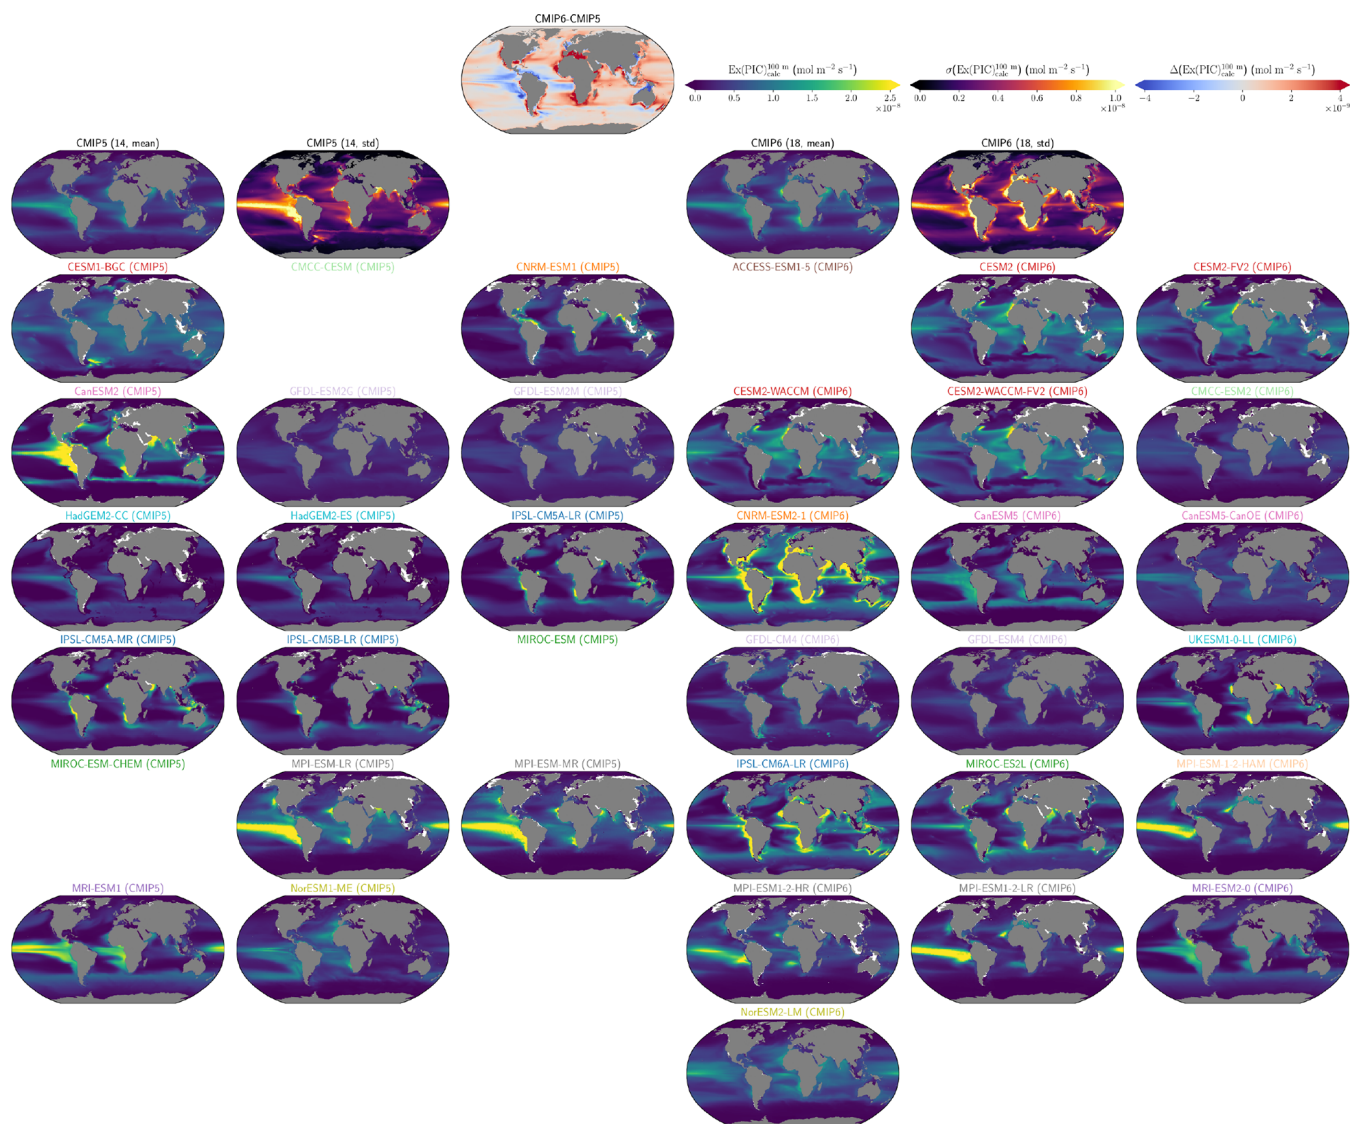 CMIP6-CMIP5
Ex(PIC)^{100 m}_{calc} (mol m⁻² s⁻¹)
0.0 0.5 1.0 1.5 2.0 2.5
×10⁻⁸
σ(Ex(PIC)^{100 m}_{calc}) (mol m⁻² s⁻¹)
0.0 0.2 0.4 0.6 0.8 1.0
×10⁻⁸
Δ(Ex(PIC)^{100 m}_{calc}) (mol m⁻² s⁻¹)
−4 −2 0 2 4
×10⁻⁹
CMIP5 (14, mean) CMIP5 (14, std) CMIP6 (18, mean) CMIP6 (18, std)
CESM1-BGC (CMIP5) CMCC-CESM (CMIP5) CNRM-ESM1 (CMIP5) ACCESS-ESM1-5 (CMIP6) CESM2 (CMIP6) CESM2-FV2 (CMIP6)
CanESM2 (CMIP5) GFDL-ESM2G (CMIP5) GFDL-ESM2M (CMIP5) CESM2-WACCM (CMIP6) CESM2-WACCM-FV2 (CMIP6) CMCC-ESM2 (CMIP6)
HadGEM2-CC (CMIP5) HadGEM2-ES (CMIP5) IPSL-CM5A-LR (CMIP5) CNRM-ESM2-1 (CMIP6) CanESM5 (CMIP6) CanESM5-CanOE (CMIP6)
IPSL-CM5A-MR (CMIP5) IPSL-CM5B-LR (CMIP5) MIROC-ESM (CMIP5) GFDL-CM4 (CMIP6) GFDL-ESM4 (CMIP6) UKESM1-0-LL (CMIP6)
MIROC-ESM-CHEM (CMIP5) MPI-ESM-LR (CMIP5) MPI-ESM-MR (CMIP5) IPSL-CM6A-LR (CMIP6) MIROC-ES2L (CMIP6) MPI-ESM-1-2-HAM (CMIP6)
MRI-ESM1 (CMIP5) NorESM1-ME (CMIP5) MPI-ESM1-2-HR (CMIP6) MPI-ESM1-2-LR (CMIP6) MRI-ESM2-0 (CMIP6)
NorESM2-LM (CMIP6)